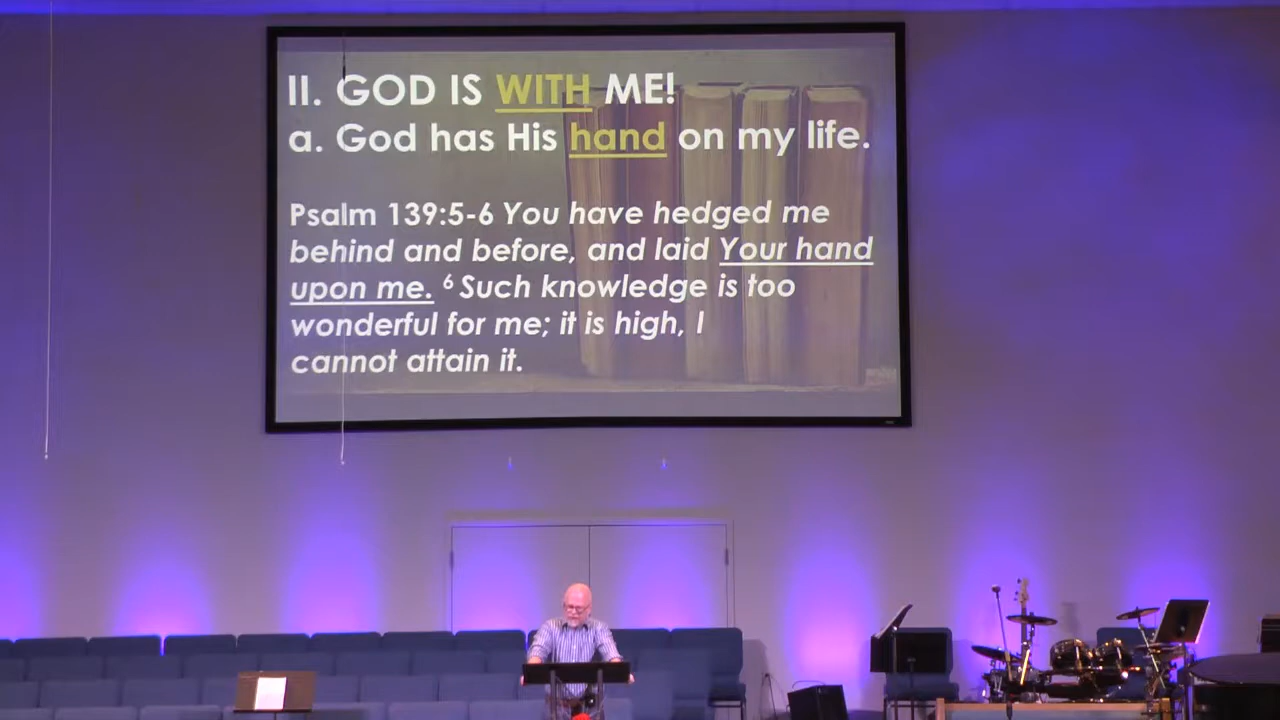 II. GOD IS WITH ME!
a. God has His hand on my life.
Psalm 139:5-6 You have hedged me
behind and before, and laid Your hand
upon me. ⁶ Such knowledge is too
wonderful for me; it is high, I
cannot attain it.